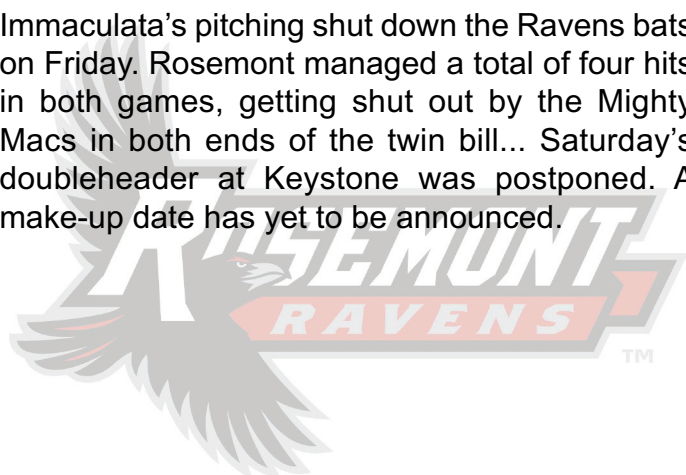 Immaculata’s pitching shut down the Ravens bats
on Friday. Rosemont managed a total of four hits
in both games, getting shut out by the Mighty
Macs in both ends of the twin bill... Saturday’s
doubleheader at Keystone was postponed. A
make-up date has yet to be announced.
ROSEMONT
RAVENS
TM